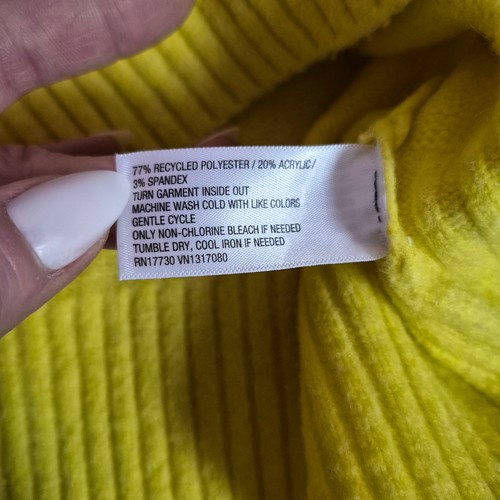 77% RECYCLED POLYESTER / 20% ACRYLIC /
3% SPANDEX
TURN GARMENT INSIDE OUT
MACHINE WASH COLD WITH LIKE COLORS
GENTLE CYCLE
ONLY NON-CHLORINE BLEACH IF NEEDED
TUMBLE DRY, COOL IRON IF NEEDED
RN17730 VN1317080